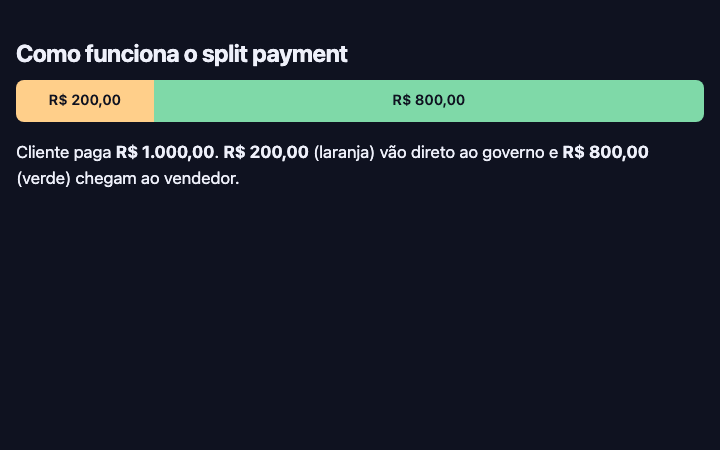 Como funciona o split payment
R$ 200,00
R$ 800,00
Cliente paga R$ 1.000,00. R$ 200,00 (laranja) vão direto ao governo e R$ 800,00
(verde) chegam ao vendedor.